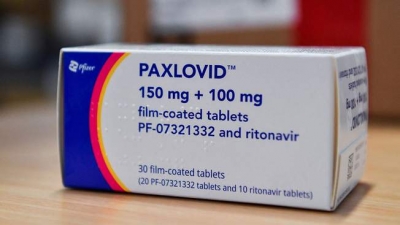 Pfizer
PAXLOVID™
150 mg + 100 mg
film-coated tablets
PF-07321332 and ritonavir
30 film-coated tablets
(20 PF-07321332 tablets and 10 ritonavir tablets)